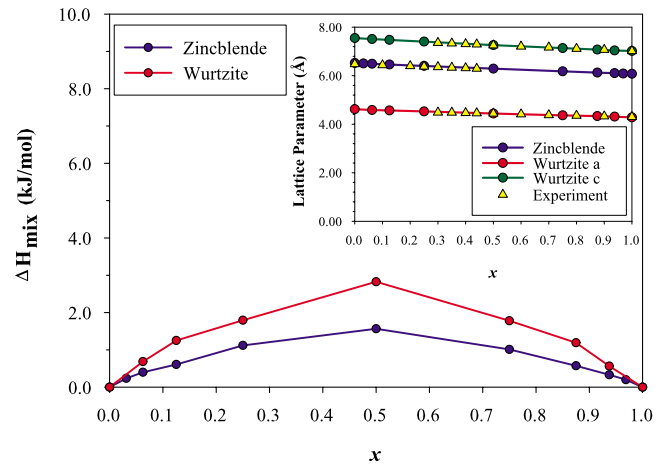 10.0
8.0
6.0
4.0
2.0
0.0
ΔHmix (kJ/mol)
Zincblende
Wurtzite
8.00
6.00
4.00
2.00
0.00
Lattice Parameter (Å)
Zincblende
Wurtzite a
Wurtzite c
Experiment
0.0 0.1 0.2 0.3 0.4 0.5 0.6 0.7 0.8 0.9 1.0
x
0.0 0.1 0.2 0.3 0.4 0.5 0.6 0.7 0.8 0.9 1.0
x